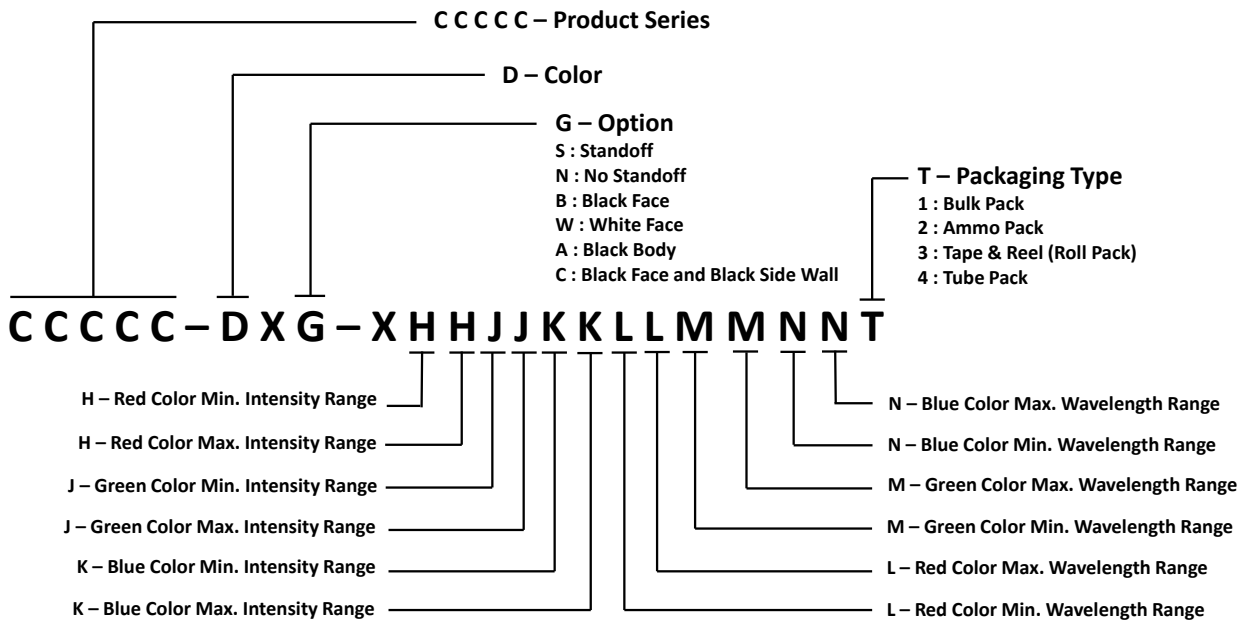 C C C C C – Product Series
D – Color
G – Option
S : Standoff
N : No Standoff
B : Black Face
W : White Face
A : Black Body
C : Black Face and Black Side Wall
T – Packaging Type
1 : Bulk Pack
2 : Ammo Pack
3 : Tape & Reel (Roll Pack)
4 : Tube Pack
C C C C C – D X G – X H H J J K K L L M M N N T
H – Red Color Min. Intensity Range
H – Red Color Max. Intensity Range
J – Green Color Min. Intensity Range
J – Green Color Max. Intensity Range
K – Blue Color Min. Intensity Range
K – Blue Color Max. Intensity Range
N – Blue Color Max. Wavelength Range
N – Blue Color Min. Wavelength Range
M – Green Color Max. Wavelength Range
M – Green Color Min. Wavelength Range
L – Red Color Max. Wavelength Range
L – Red Color Min. Wavelength Range